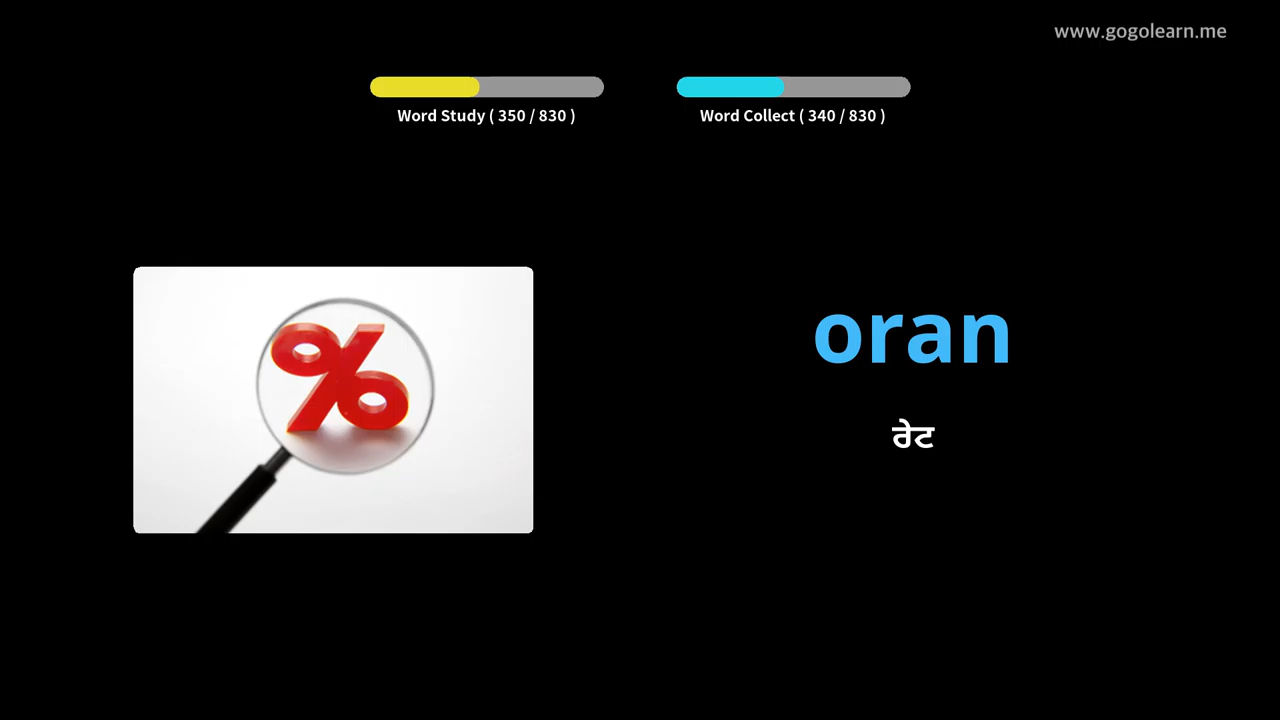 www.gogolearn.me
Word Study ( 350 / 830 )
Word Collect ( 340 / 830 )
%
oran
ਰੇਟ